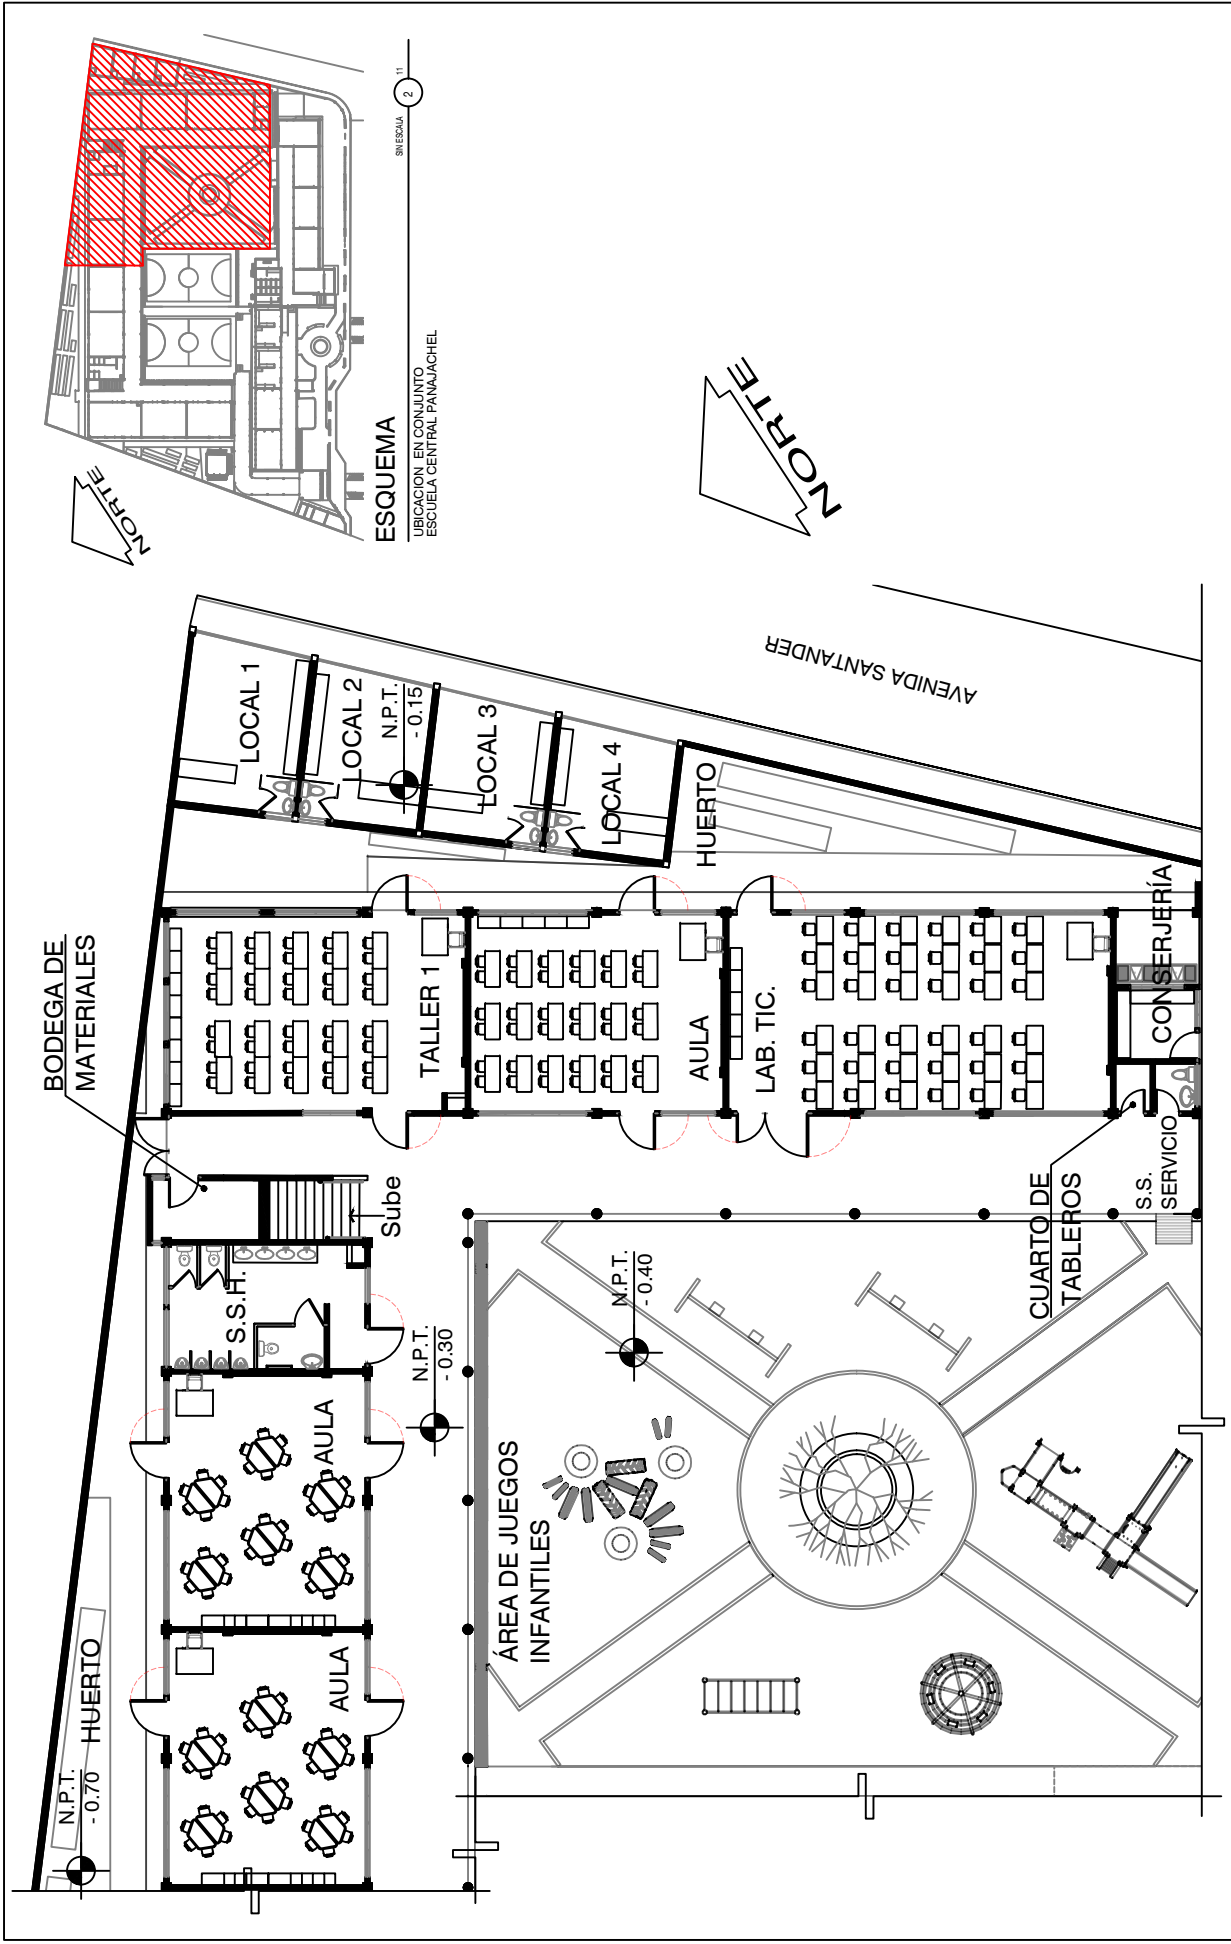 NORTE
ESQUEMA
UBICACION EN CONJUNTO
ESCUELA CENTRAL PANAJACHEL
SIN ESCALA
2
11
NORTE
AVENIDA SANTANDER
LOCAL 1
LOCAL 2
N.P.T.
- 0.15
LOCAL 3
LOCAL 4
HUERTO
BODEGA DE
MATERIALES
TALLER 1
AULA
LAB. TIC.
CONSERJERÍA
S.S.
SERVICIO
CUARTO DE
TABLEROS
Sube
S.S.H.
N.P.T.
- 0.30
N.P.T.
- 0.40
AULA
AULA
ÁREA DE JUEGOS
INFANTILES
HUERTO
N.P.T.
- 0.70